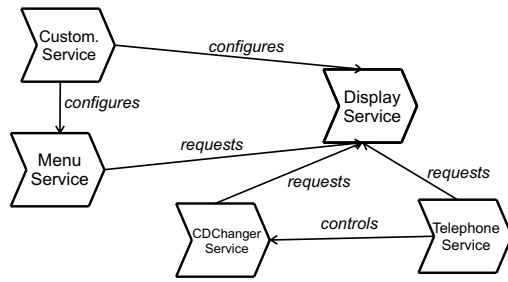 Custom.
Service
configures
configures
Display
Service
Menu
Service
requests
requests
requests
CDChanger
Service
controls
Telephone
Service